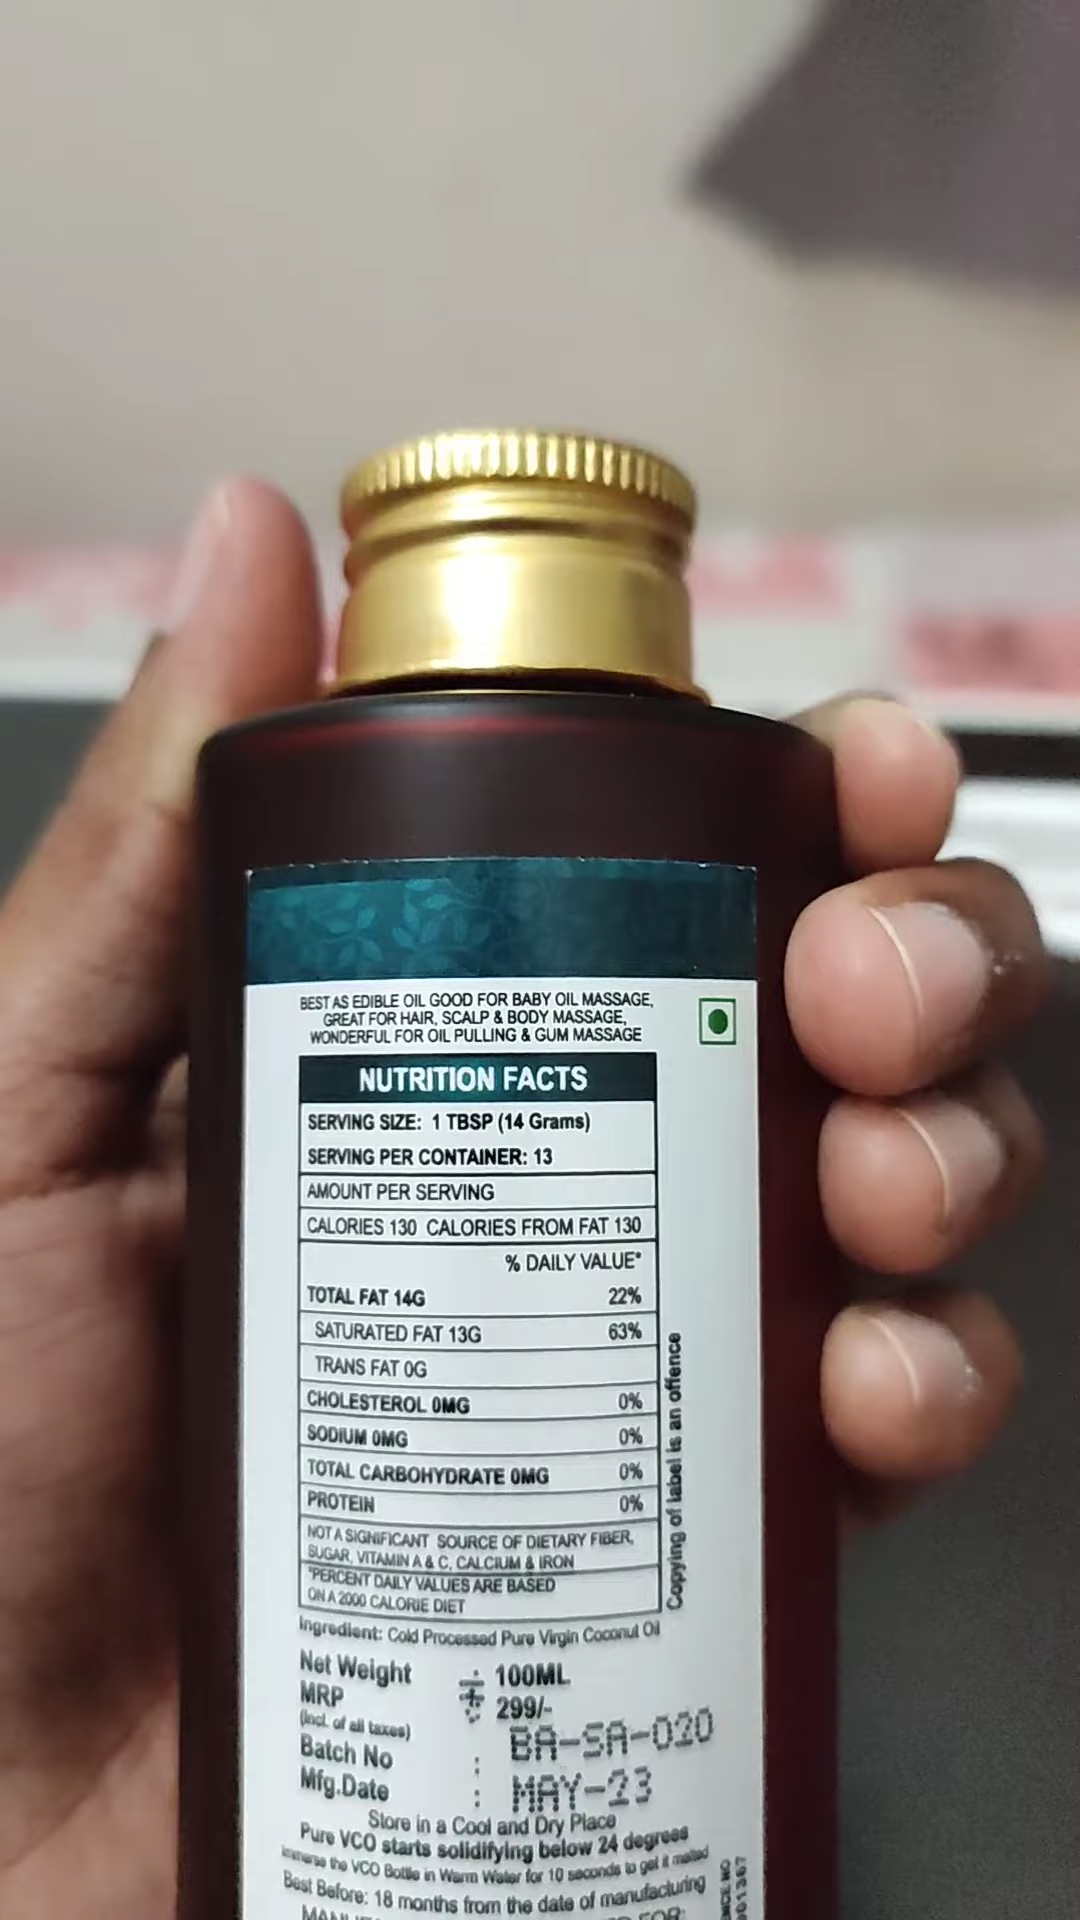 BEST AS EDIBLE OIL GOOD FOR BABY OIL MASSAGE,
GREAT FOR HAIR, SCALP & BODY MASSAGE,
WONDERFUL FOR OIL PULLING & GUM MASSAGE
NUTRITION FACTS
SERVING SIZE: 1 TBSP (14 Grams)
SERVING PER CONTAINER: 13
AMOUNT PER SERVING
CALORIES 130 CALORIES FROM FAT 130
% DAILY VALUE*
TOTAL FAT 14G 22%
SATURATED FAT 13G 63%
TRANS FAT 0G
CHOLESTEROL 0MG 0%
SODIUM 0MG 0%
TOTAL CARBOHYDRATE 0MG 0%
PROTEIN 0%
NOT A SIGNIFICANT SOURCE OF DIETARY FIBER,
SUGAR, VITAMIN A & C, CALCIUM & IRON
*PERCENT DAILY VALUES ARE BASED
ON A 2000 CALORIE DIET
Copying of label is an offence
Ingredient: Cold Processed Pure Virgin Coconut Oil
Net Weight : 100ML
MRP : 299/-
(incl. of all taxes)
Batch No : BA-SA-020
Mfg.Date : MAY-23
Store in a Cool and Dry Place
Pure VCO starts solidifying below 24 degrees
Immerse the VCO Bottle in Warm Water for 10 seconds to get it melted
Best Before: 18 months from the date of manufacturing
FOR: